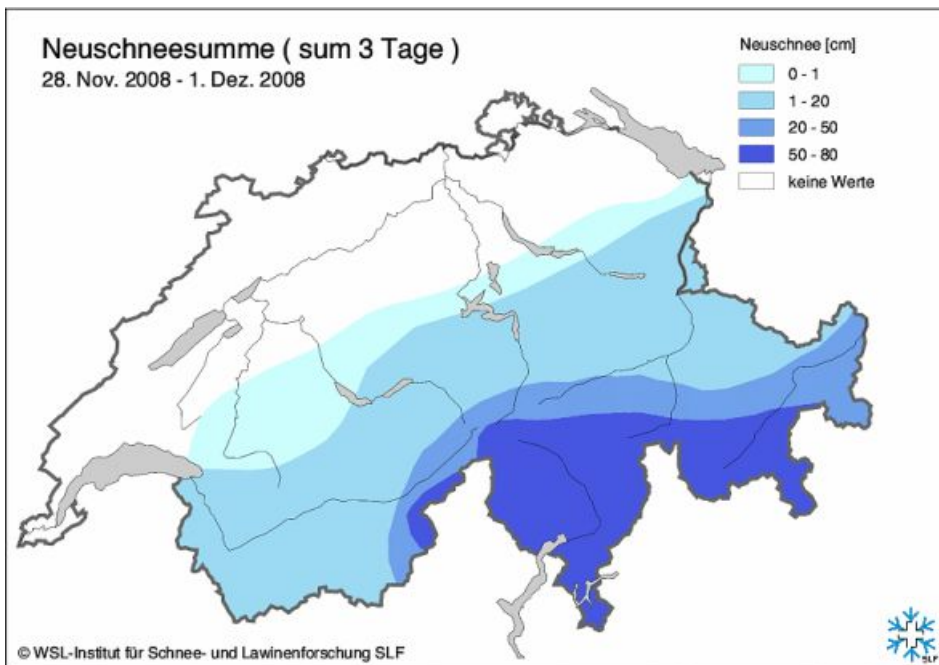 Neuschneesumme ( sum 3 Tage )
28. Nov. 2008 - 1. Dez. 2008
Neuschnee [cm]
0 - 1
1 - 20
20 - 50
50 - 80
keine Werte
© WSL-Institut für Schnee- und Lawinenforschung SLF
SLF